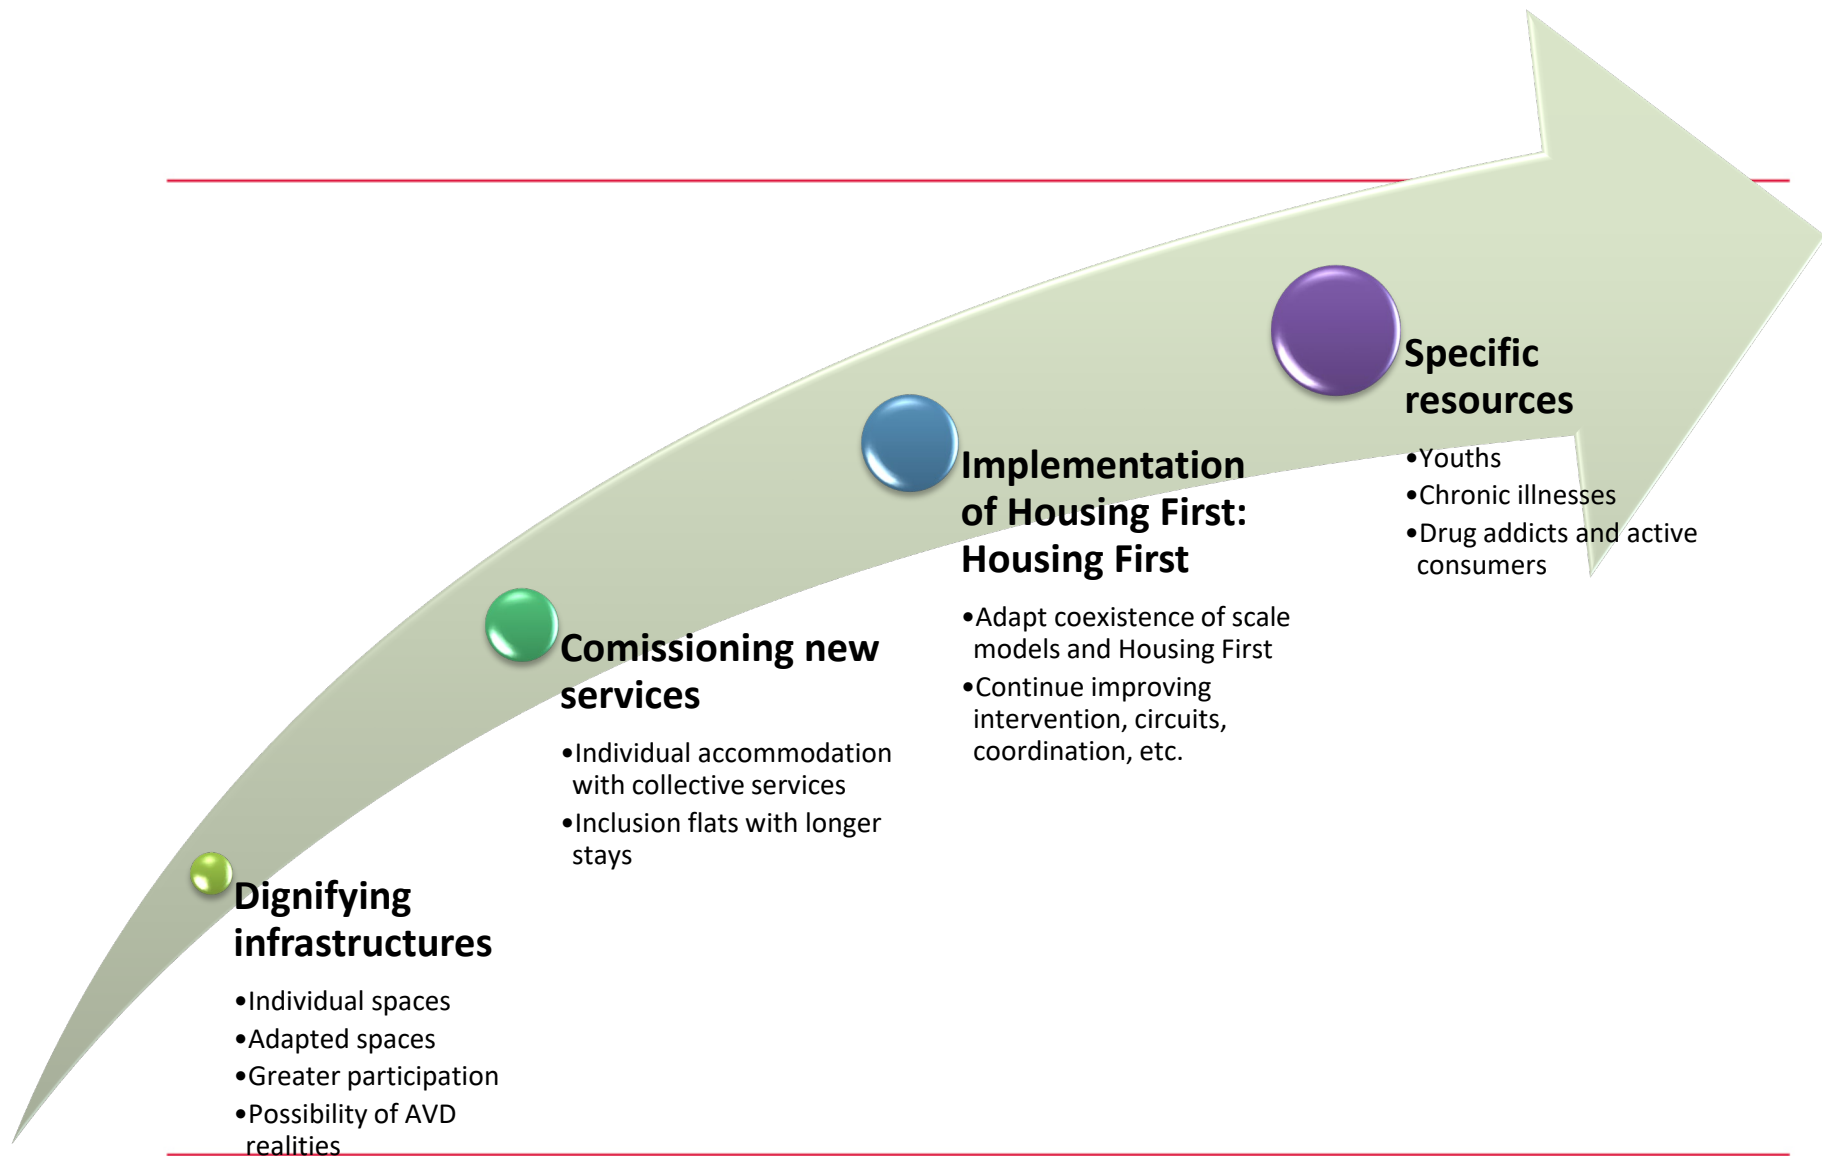 Dignifying
infrastructures
•Individual spaces
•Adapted spaces
•Greater participation
•Possibility of AVD
realities
Comissioning new
services
•Individual accommodation
with collective services
•Inclusion flats with longer
stays
Implementation
of Housing First:
Housing First
•Adapt coexistence of scale
models and Housing First
•Continue improving
intervention, circuits,
coordination, etc.
Specific
resources
•Youths
•Chronic illnesses
•Drug addicts and active
consumers